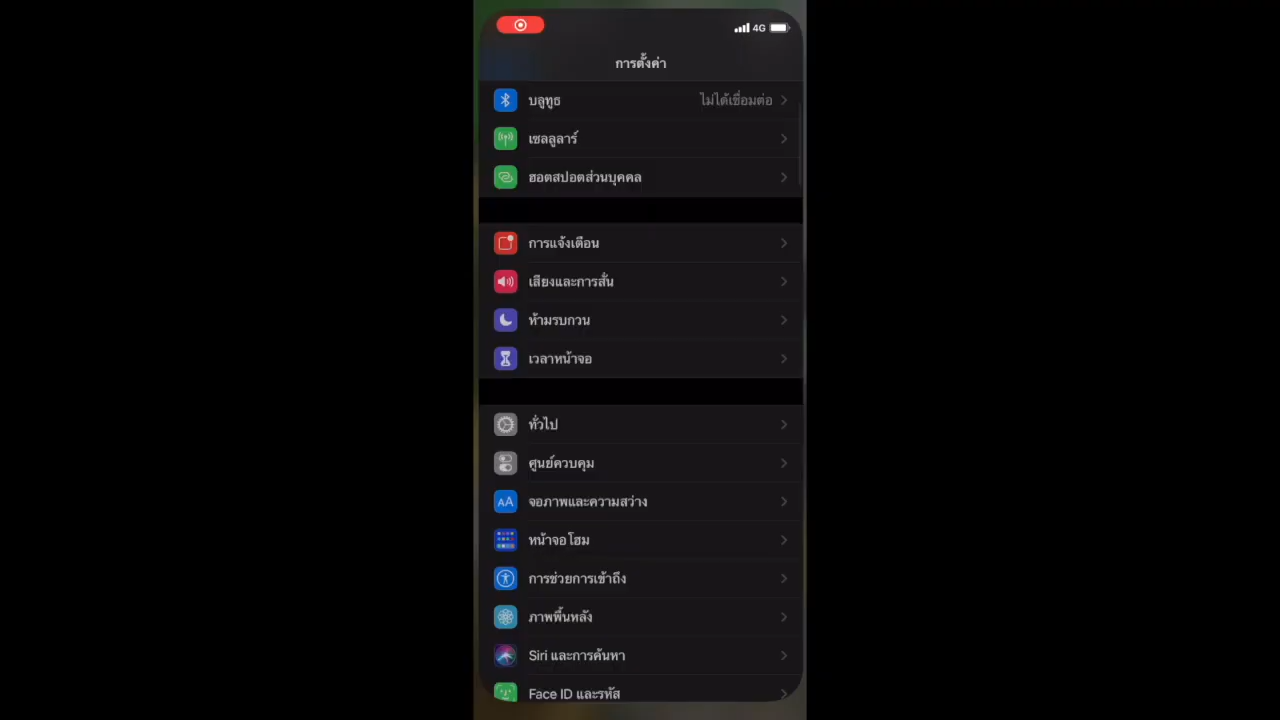 4G
การตั้งค่า
บลูทูธ ไม่ได้เชื่อมต่อ
เซลลูลาร์
ฮอตสปอตส่วนบุคคล
การแจ้งเตือน
เสียงและการสั่น
ห้ามรบกวน
เวลาหน้าจอ
ทั่วไป
ศูนย์ควบคุม
AA จอภาพและความสว่าง
หน้าจอโฮม
การช่วยการเข้าถึง
ภาพพื้นหลัง
Siri และการค้นหา
Face ID และรหัส